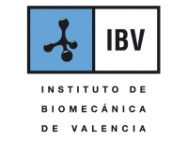 IBV
INSTITUTO DE
BIOMECÁNICA
DE VALENCIA